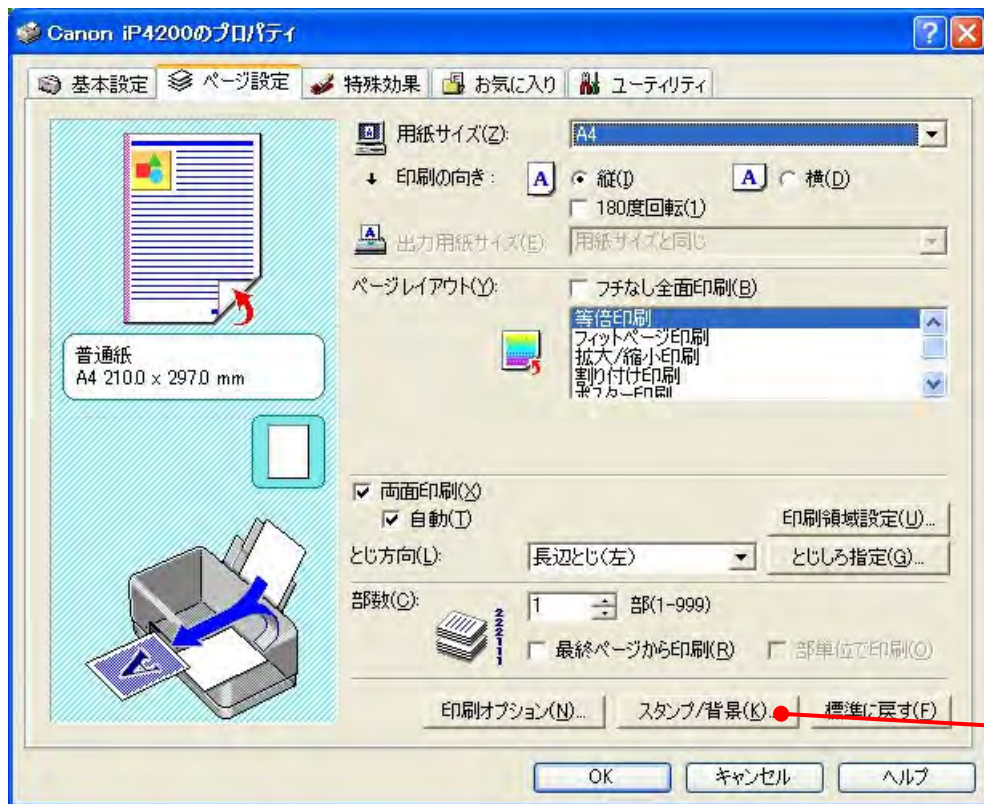 Canon iP4200のプロパティ
基本設定 ページ設定 特殊効果 お気に入り ユーティリティ
用紙サイズ(Z): A4
印刷の向き: A 縦(I) A 横(D)
180度回転(1)
出力用紙サイズ(E): 用紙サイズと同じ
ページレイアウト(Y): フチなし全面印刷(B)
等倍印刷
フィットページ印刷
拡大/縮小印刷
割り付け印刷
ポスター印刷
普通紙
A4 210.0 x 297.0 mm
両面印刷(X)
自動(T)
印刷領域設定(U)...
とじ方向(L): 長辺とじ(左) とじしろ指定(G)...
部数(C): 1 部(1-999)
222111
最終ページから印刷(R) 部単位で印刷(O)
印刷オプション(N)... スタンプ/背景(K)... 標準に戻す(F)
OK キャンセル ヘルプ